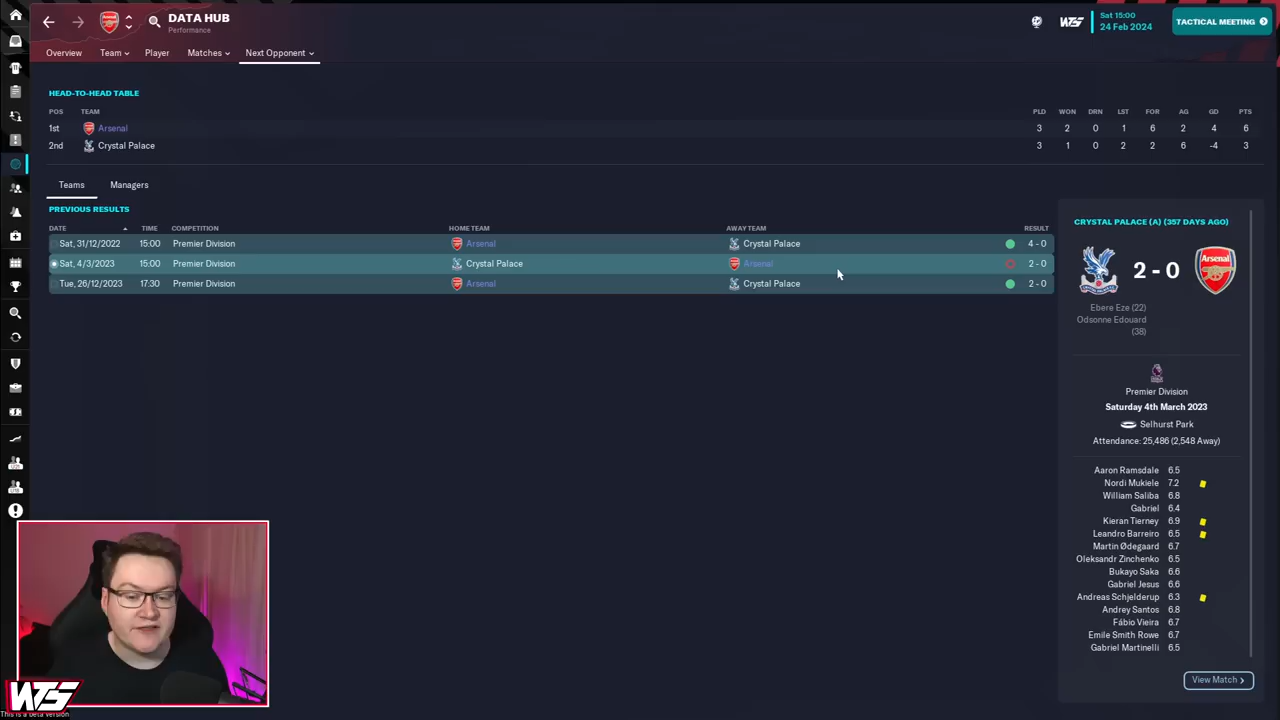 DATA HUB
Performance
Sat 15:00
24 Feb 2024
TACTICAL MEETING
Overview Team Player Matches Next Opponent
HEAD-TO-HEAD TABLE
POS TEAM PLD WON DRN LST FOR AG GD PTS
1st Arsenal 3 2 0 1 6 2 4 6
2nd Crystal Palace 3 1 0 2 2 6 -4 3
Teams Managers
PREVIOUS RESULTS
DATE TIME COMPETITION HOME TEAM AWAY TEAM RESULT
Sat, 31/12/2022 15:00 Premier Division Arsenal Crystal Palace 4 - 0
Sat, 4/3/2023 15:00 Premier Division Crystal Palace Arsenal 2 - 0
Tue, 26/12/2023 17:30 Premier Division Arsenal Crystal Palace 2 - 0
CRYSTAL PALACE (A) (357 DAYS AGO)
2 - 0
Arsenal
Ebere Eze (22)
Odsonne Edouard
(38)
Premier Division
Saturday 4th March 2023
Selhurst Park
Attendance: 25,486 (2,548 Away)
Aaron Ramsdale 6.5
Nordi Mukiele 7.2
William Saliba 6.8
Gabriel 6.4
Kieran Tierney 6.9
Leandro Barreiro 6.5
Martin Ødegaard 6.7
Oleksandr Zinchenko 6.5
Bukayo Saka 6.6
Gabriel Jesus 6.6
Andreas Schjelderup 6.3
Andrey Santos 6.8
Fábio Vieira 6.7
Emile Smith Rowe 6.7
Gabriel Martinelli 6.5
View Match
WTS
This is a beta version